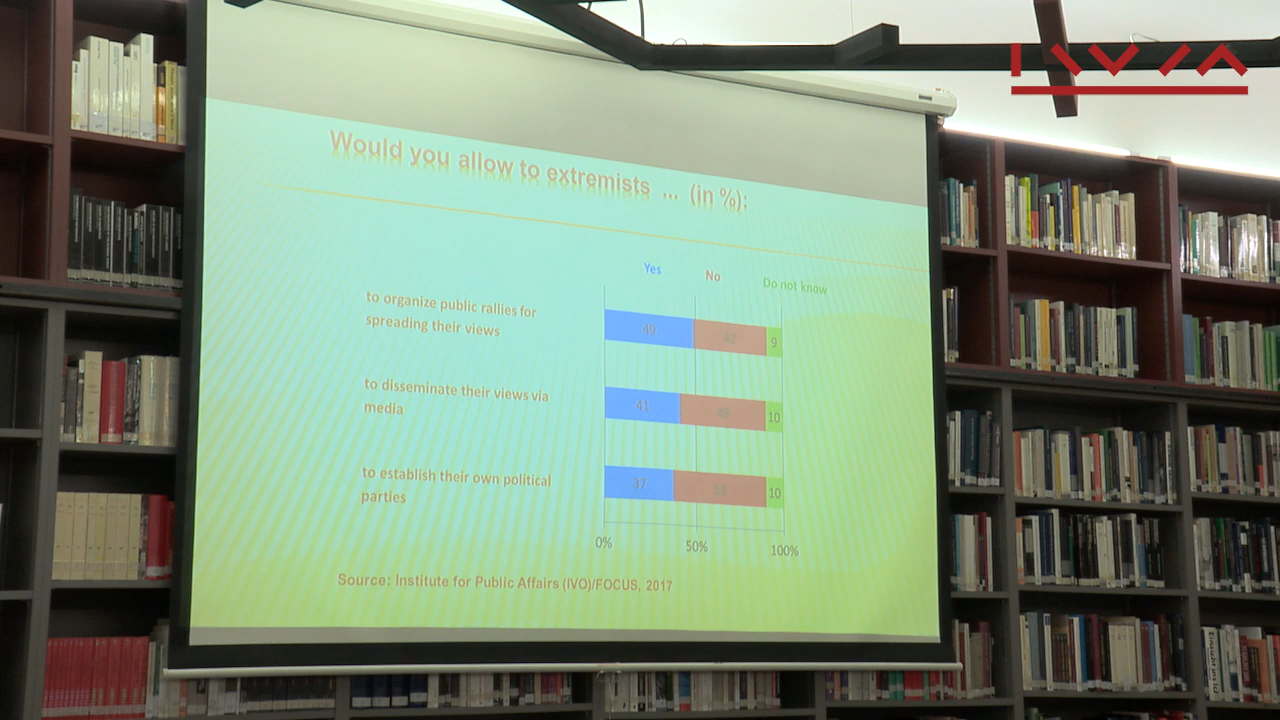 Would you allow to extremists ... (in %):
Yes No Do not know
to organize public rallies for
spreading their views
49 42 9
to disseminate their views via
media
41 49 10
to establish their own political
parties
37 53 10
0% 50% 100%
Source: Institute for Public Affairs (IVO)/FOCUS, 2017